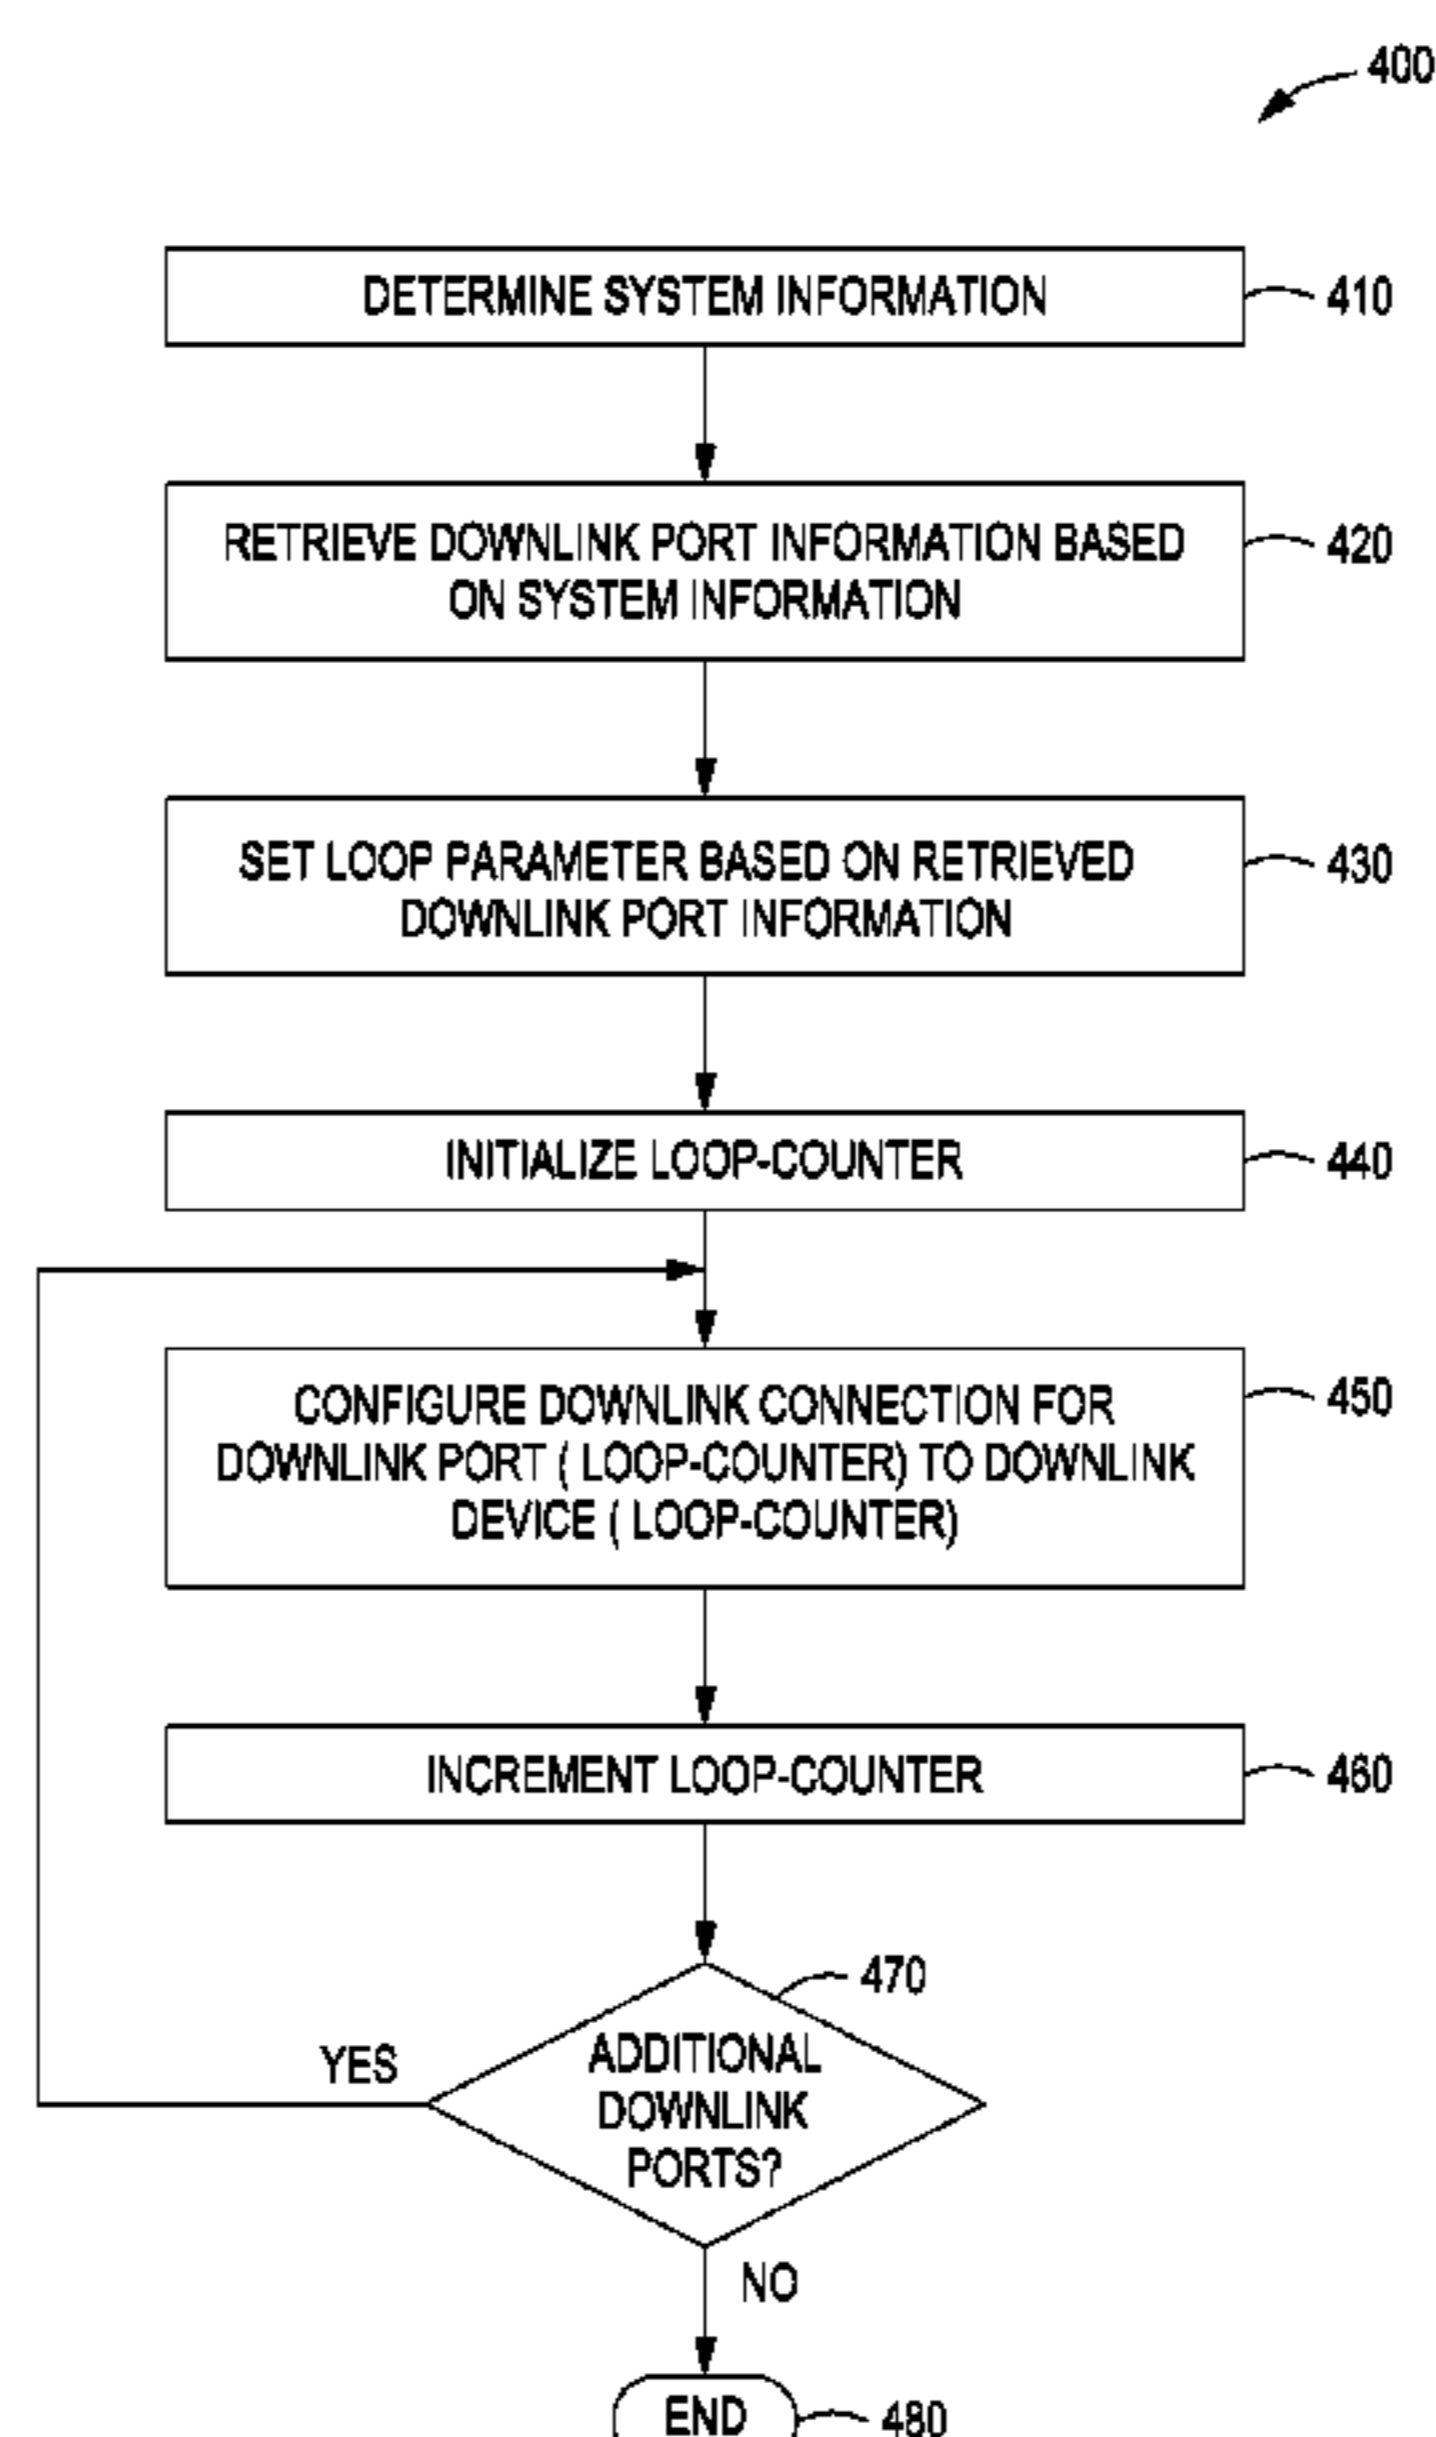 400
DETERMINE SYSTEM INFORMATION
410
RETRIEVE DOWNLINK PORT INFORMATION BASED
ON SYSTEM INFORMATION
420
SET LOOP PARAMETER BASED ON RETRIEVED
DOWNLINK PORT INFORMATION
430
INITIALIZE LOOP-COUNTER
440
CONFIGURE DOWNLINK CONNECTION FOR
DOWNLINK PORT ( LOOP-COUNTER) TO DOWNLINK
DEVICE ( LOOP-COUNTER)
450
INCREMENT LOOP-COUNTER
460
470
ADDITIONAL
DOWNLINK
PORTS?
YES
NO
END
480